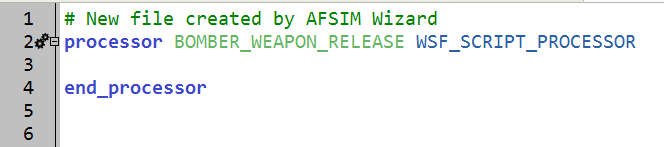 1 # New file created by AFSIM Wizard
2 processor BOMBER_WEAPON_RELEASE WSF_SCRIPT_PROCESSOR
3
4 end_processor
5
6